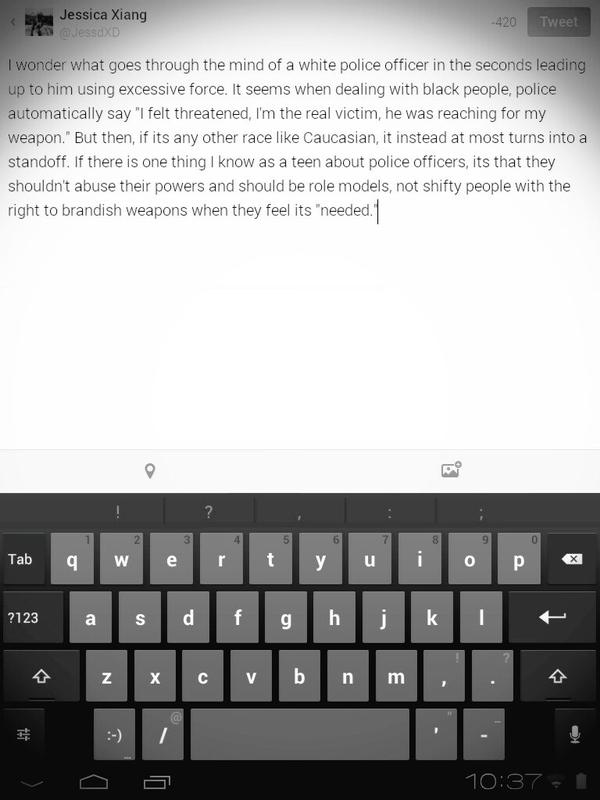 Jessica Xiang
@JessdXD
-420
Tweet
I wonder what goes through the mind of a white police officer in the seconds leading
up to him using excessive force. It seems when dealing with black people, police
automatically say "I felt threatened, I'm the real victim, he was reaching for my
weapon." But then, if its any other race like Caucasian, it instead at most turns into a
standoff. If there is one thing I know as a teen about police officers, its that they
shouldn't abuse their powers and should be role models, not shifty people with the
right to brandish weapons when they feel its "needed."
! ? , : ;
1 2 3 4 5 6 7 8 9 0
Tab q w e r t y u i o p
?123 a s d f g h j k l
! ?
z x c v b n m , .
@ " _
:-) / ' -
...
10:37